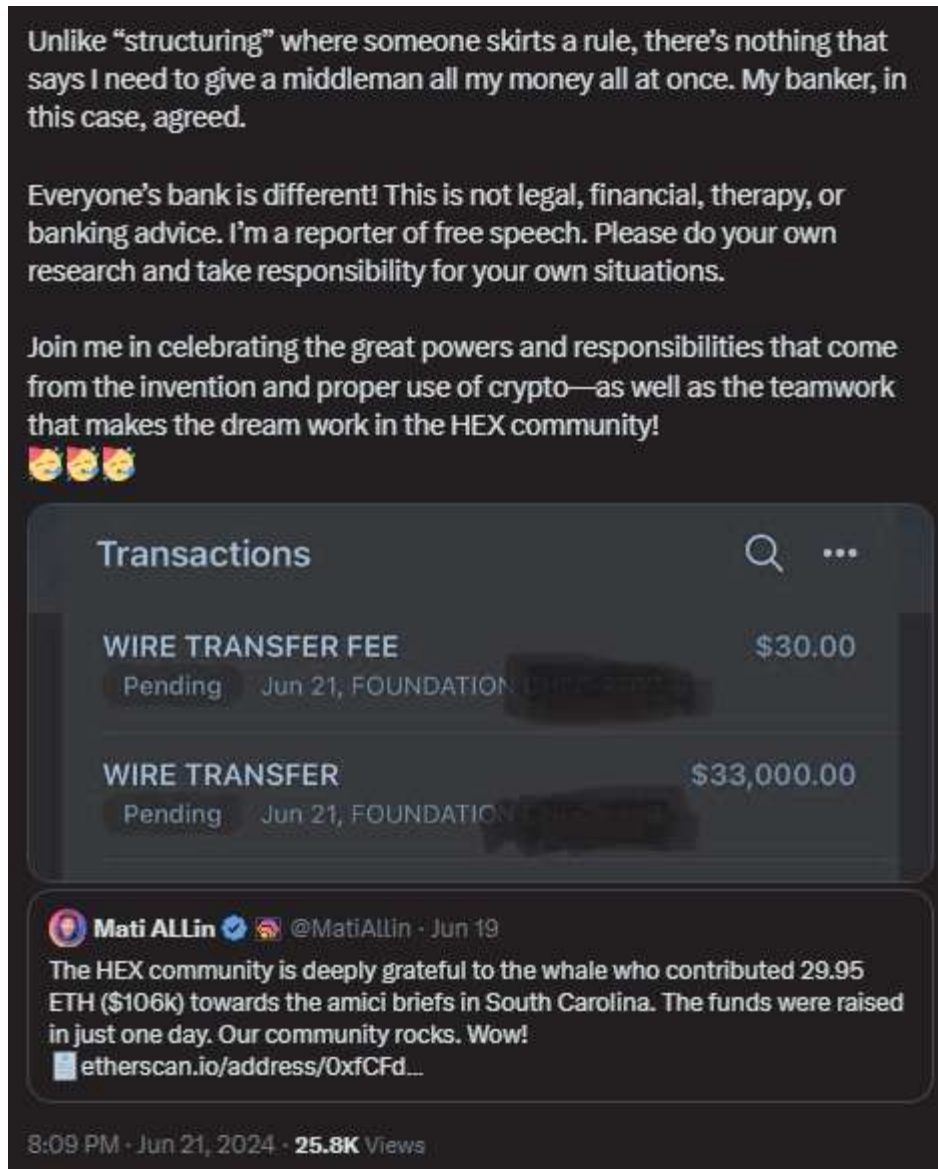 Unlike “structuring” where someone skirts a rule, there’s nothing that
says I need to give a middleman all my money all at once. My banker, in
this case, agreed.
Everyone’s bank is different! This is not legal, financial, therapy, or
banking advice. I’m a reporter of free speech. Please do your own
research and take responsibility for your own situations.
Join me in celebrating the great powers and responsibilities that come
from the invention and proper use of crypto—as well as the teamwork
that makes the dream work in the HEX community!
🥳🥳🥳
Transactions
WIRE TRANSFER FEE $30.00
Pending Jun 21, FOUNDATION
WIRE TRANSFER $33,000.00
Pending Jun 21, FOUNDATION
Mati ALLin @MatiAllin · Jun 19
The HEX community is deeply grateful to the whale who contributed 29.95
ETH ($106k) towards the amici briefs in South Carolina. The funds were raised
in just one day. Our community rocks. Wow!
etherscan.io/address/0xfCFd...
8:09 PM · Jun 21, 2024 · 25.8K Views